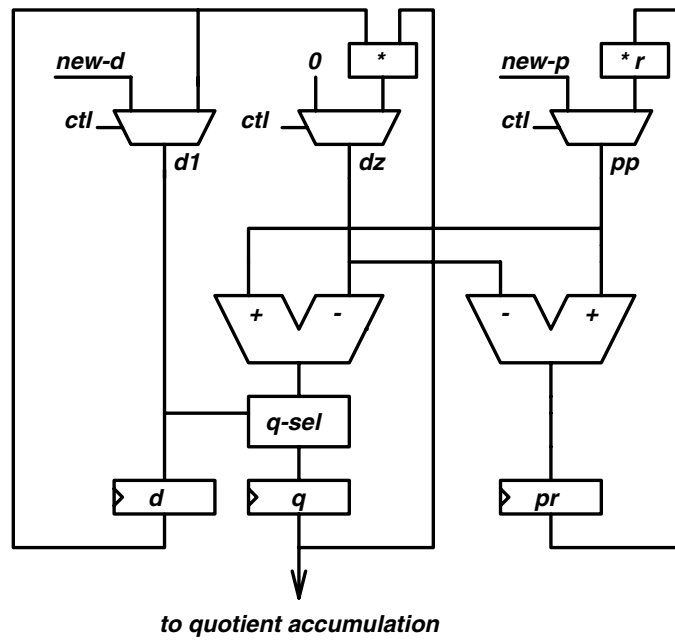 new-d
0
*
new-p
* r
ctl
ctl
ctl
d1
dz
pp
+ -
- +
q-sel
d
q
pr
to quotient accumulation